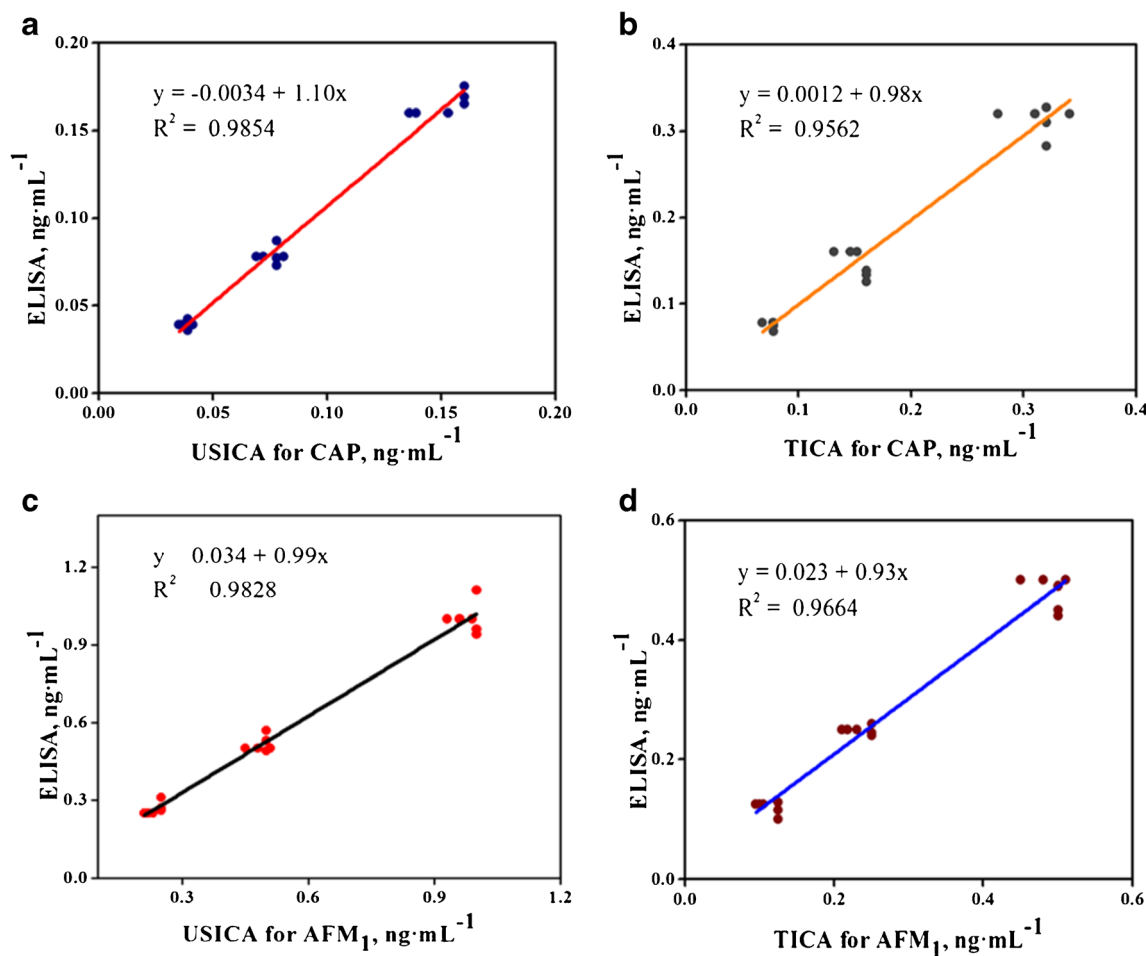 a
0.20
0.15
0.10
0.05
0.00
ELISA, ng·mL⁻¹
y = -0.0034 + 1.10x
R² = 0.9854
0.00 0.05 0.10 0.15 0.20
USICA for CAP, ng·mL⁻¹
b
0.4
0.3
0.2
0.1
0.0
ELISA, ng·mL⁻¹
y = 0.0012 + 0.98x
R² = 0.9562
0.0 0.1 0.2 0.3 0.4
TICA for CAP, ng·mL⁻¹
c
1.2
0.9
0.6
0.3
0.0
ELISA, ng·mL⁻¹
y 0.034 + 0.99x
R² 0.9828
0.3 0.6 0.9 1.2
USICA for AFM₁, ng·mL⁻¹
d
0.6
0.4
0.2
0.0
ELISA, ng·mL⁻¹
y = 0.023 + 0.93x
R² = 0.9664
0.0 0.2 0.4 0.6
TICA for AFM₁, ng·mL⁻¹